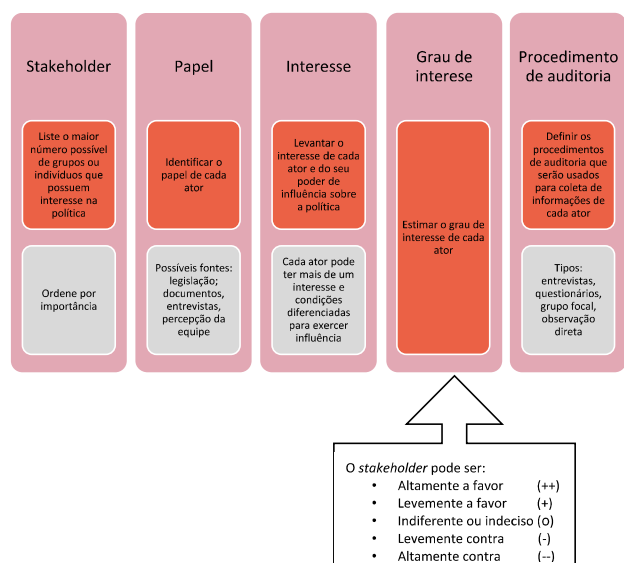 Stakeholder
Liste o maior
número possível
de grupos ou
indivíduos que
possuem
interesse na
política
Ordene por
importância
Papel
Identificar o
papel de cada
ator
Possíveis fontes:
legislação;
documentos,
entrevistas,
percepção da
equipe
Interesse
Levantar o
interesse de cada
ator e do seu
poder de
influência sobre
a política
Cada ator pode
ter mais de um
interesse e
condições
diferenciadas
para exercer
influência
Grau de
interese
Estimar o grau de
interesse de cada
ator
Procedimento
de auditoria
Definir os
procedimentos
de auditoria que
serão usados
para coleta de
informações de
cada ator
Tipos:
entrevistas,
questionários,
grupo focal,
observação
direta
O stakeholder pode ser:
• Altamente a favor (++)
• Levemente a favor (+)
• Indiferente ou indeciso (o)
• Levemente contra (-)
• Altamente contra (--)